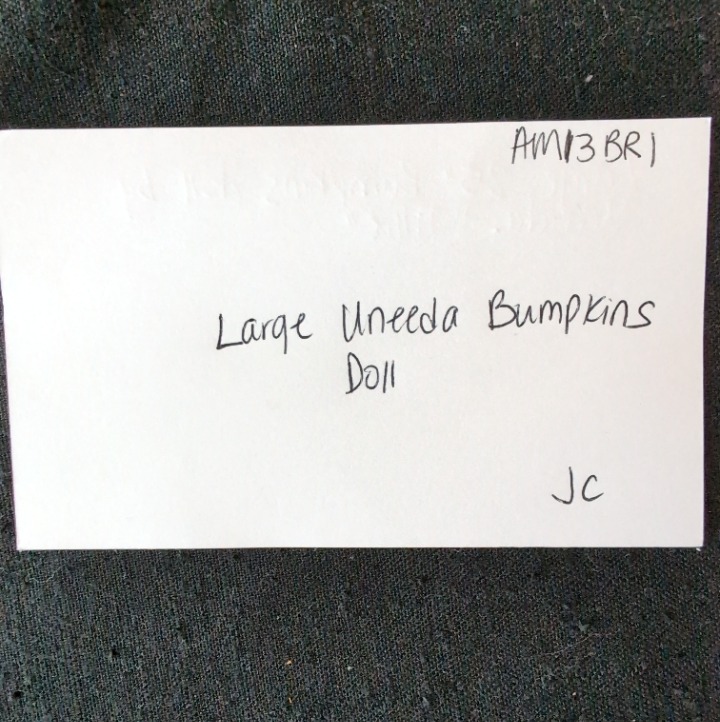 AM13BR1
Large Uneeda Bumpkins
Doll
JC